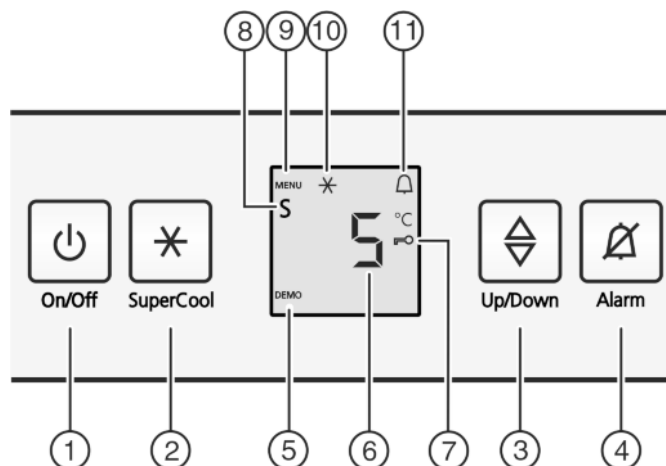 8 9 10 11
MENU
S
5 °C
DEMO
On/Off SuperCool Up/Down Alarm
1 2 5 6 7 3 4